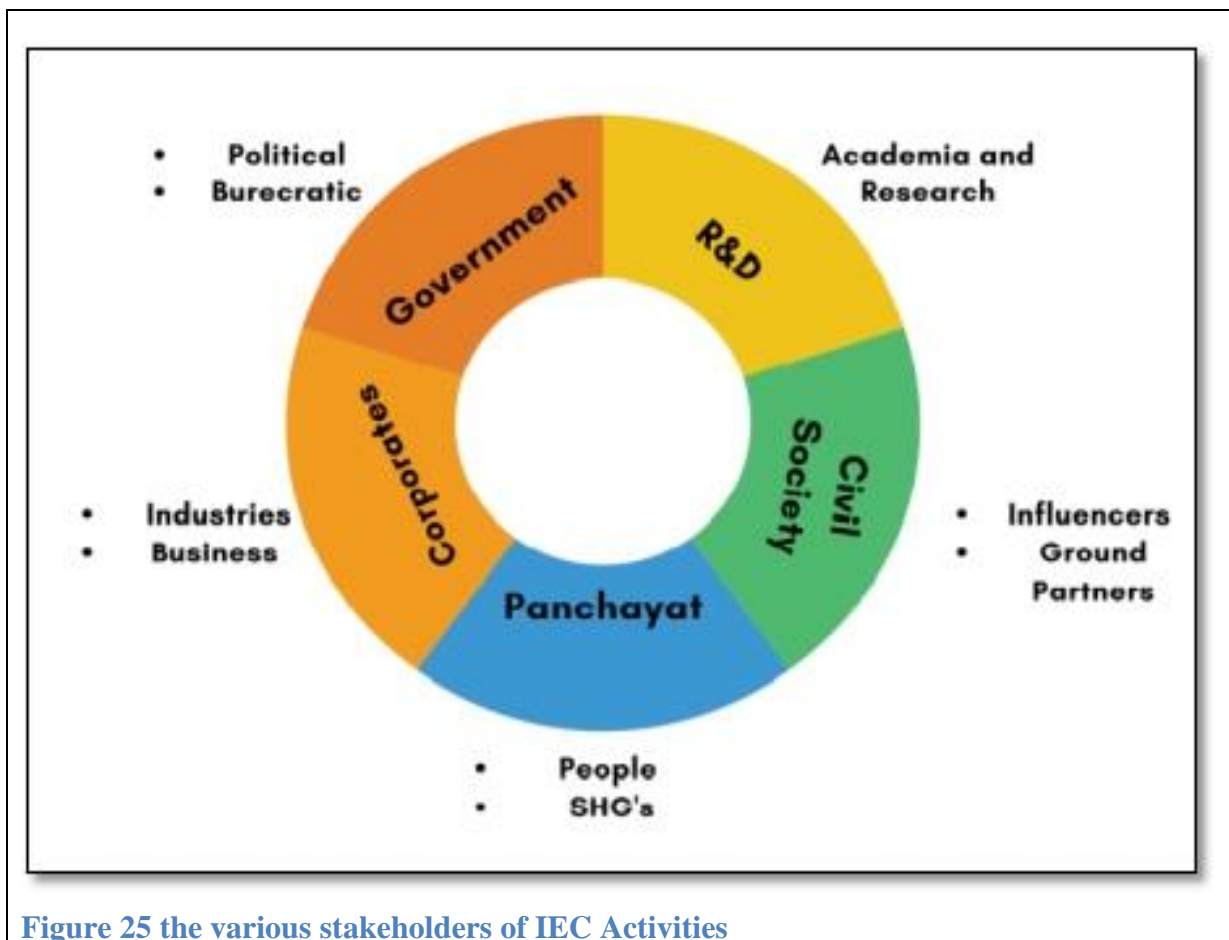 • Political
• Burecratic
Government
Academia and
Research
R&D
Corporates
• Industries
• Business
Civil
Society
• Influencers
• Ground
Partners
Panchayat
• People
• SHG's
Figure 25 the various stakeholders of IEC Activities